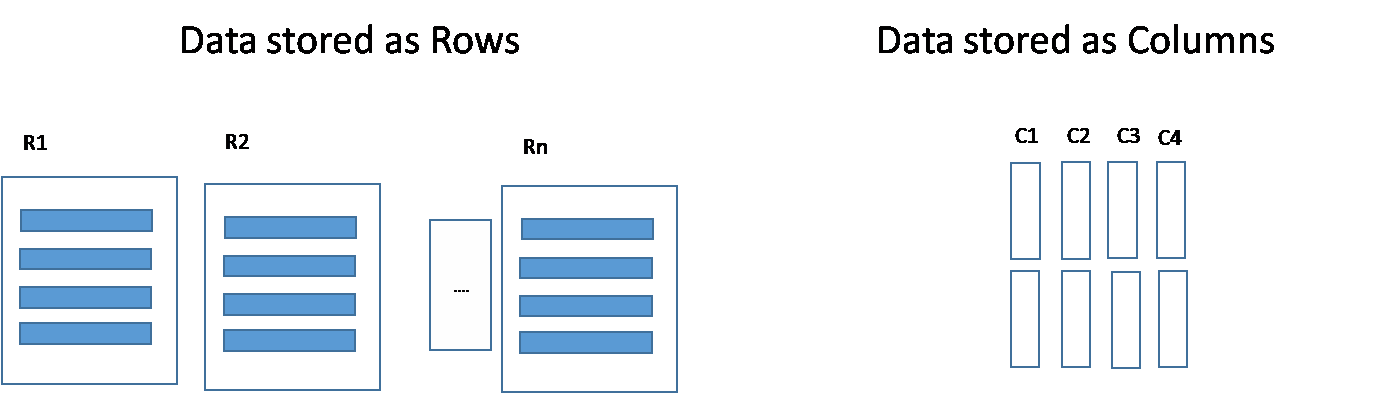 Data stored as Rows
Data stored as Columns
R1
R2
....
Rn
C1 C2 C3 C4